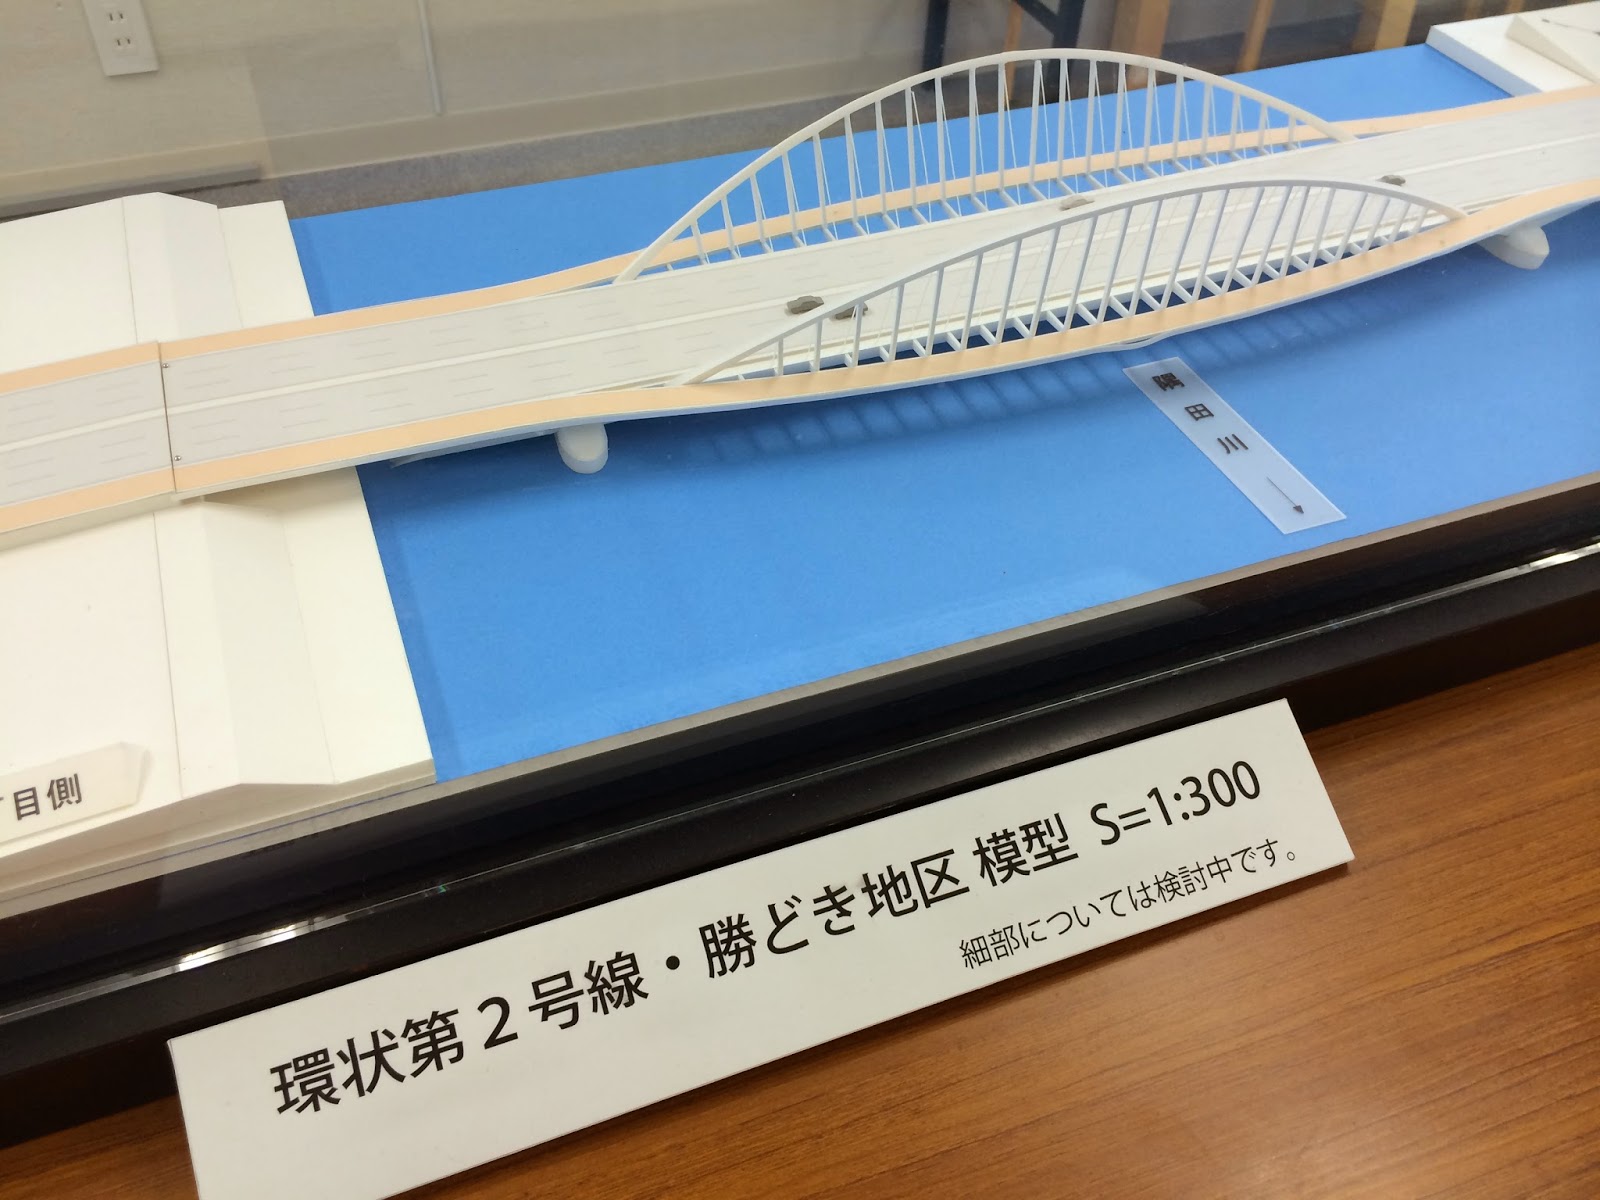 隅田川
目側
環状第２号線・勝どき地区 模型 S=1:300
細部については検討中です。